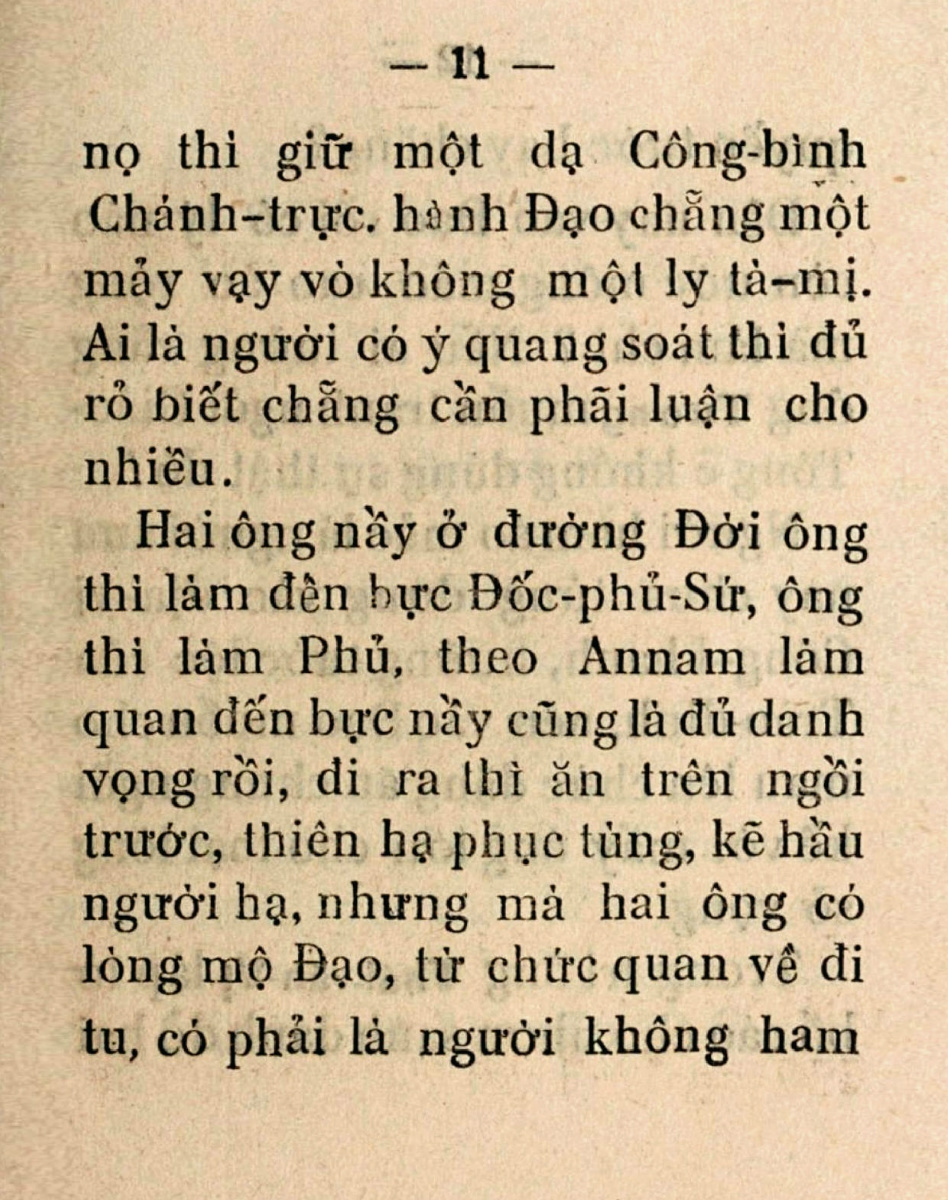 — 11 —
nọ thì giữ một dạ Công-bình
Chánh-trực. hành Đạo chẵng một
mảy vạy vò không một ly tà-mị.
Ai là người có ý quang soát thì đủ
rỏ biết chẵng cần phãi luận cho
nhiều.
Hai ông nầy ở đường Đời ông
thì làm đền bực Đốc-phủ-Sứ, ông
thì làm Phủ, theo Annam làm
quan đến bực nầy cũng là đủ danh
vọng rồi, đi ra thì ăn trên ngồi
trước, thiên hạ phục tùng, kẽ hầu
người hạ, nhưng mà hai ông có
lòng mộ Đạo, từ chức quan về đi
tu, có phải là người không ham